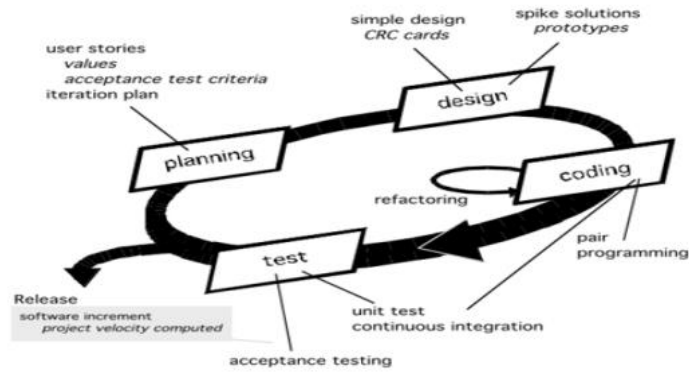 simple design
CRC cards
spike solutions
prototypes
user stories
values
acceptance test criteria
iteration plan
design
planning
coding
refactoring
pair
programming
test
Release
software increment
project velocity computed
unit test
continuous integration
acceptance testing